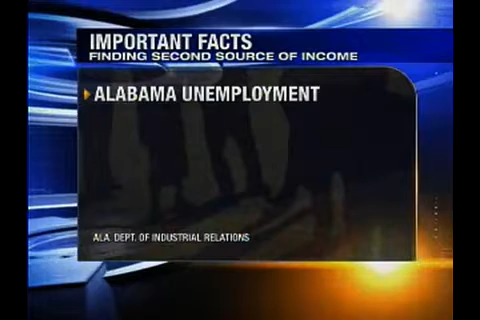 IMPORTANT FACTS
FINDING SECOND SOURCE OF INCOME
ALABAMA UNEMPLOYMENT
ALA. DEPT. OF INDUSTRIAL RELATIONS